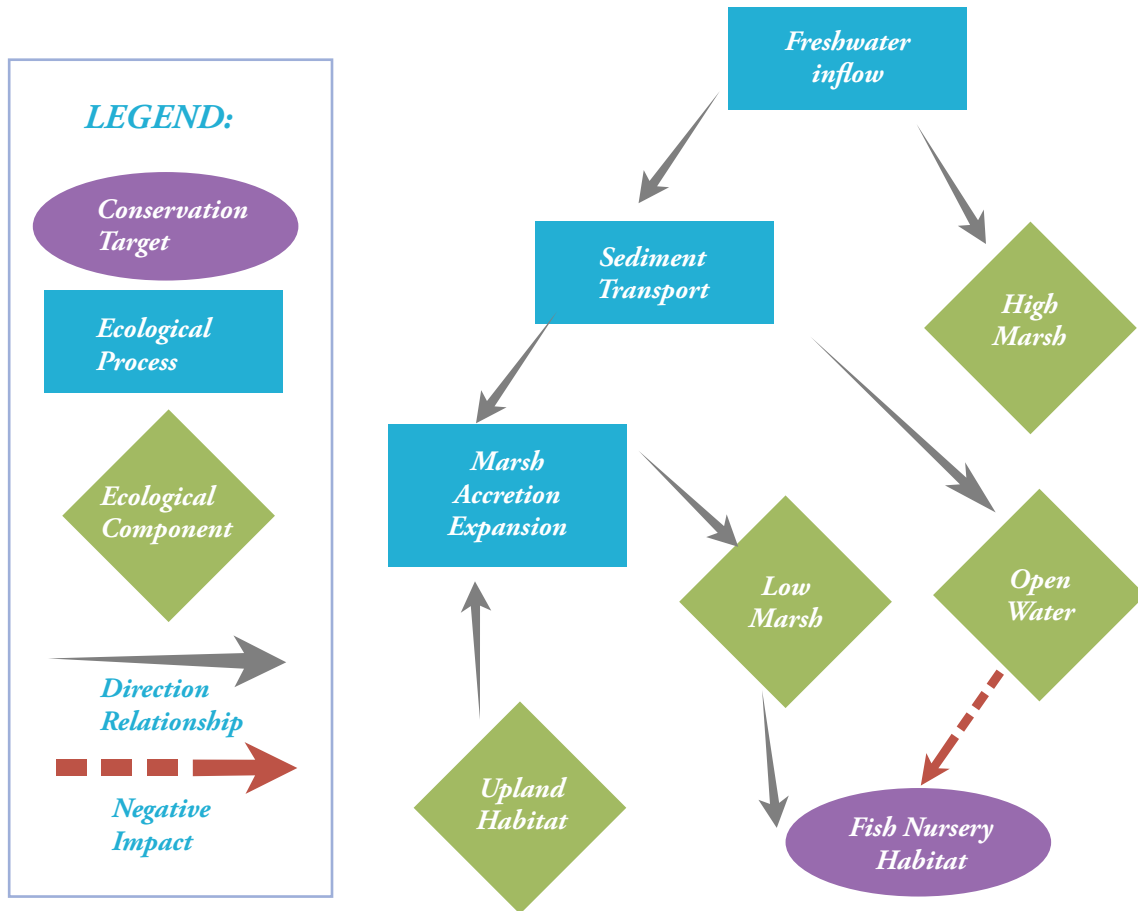 LEGEND:
Conservation
Target
Ecological
Process
Ecological
Component
Direction
Relationship
Negative
Impact
Freshwater
inflow
Sediment
Transport
High
Marsh
Marsh
Accretion
Expansion
Low
Marsh
Open
Water
Upland
Habitat
Fish Nursery
Habitat